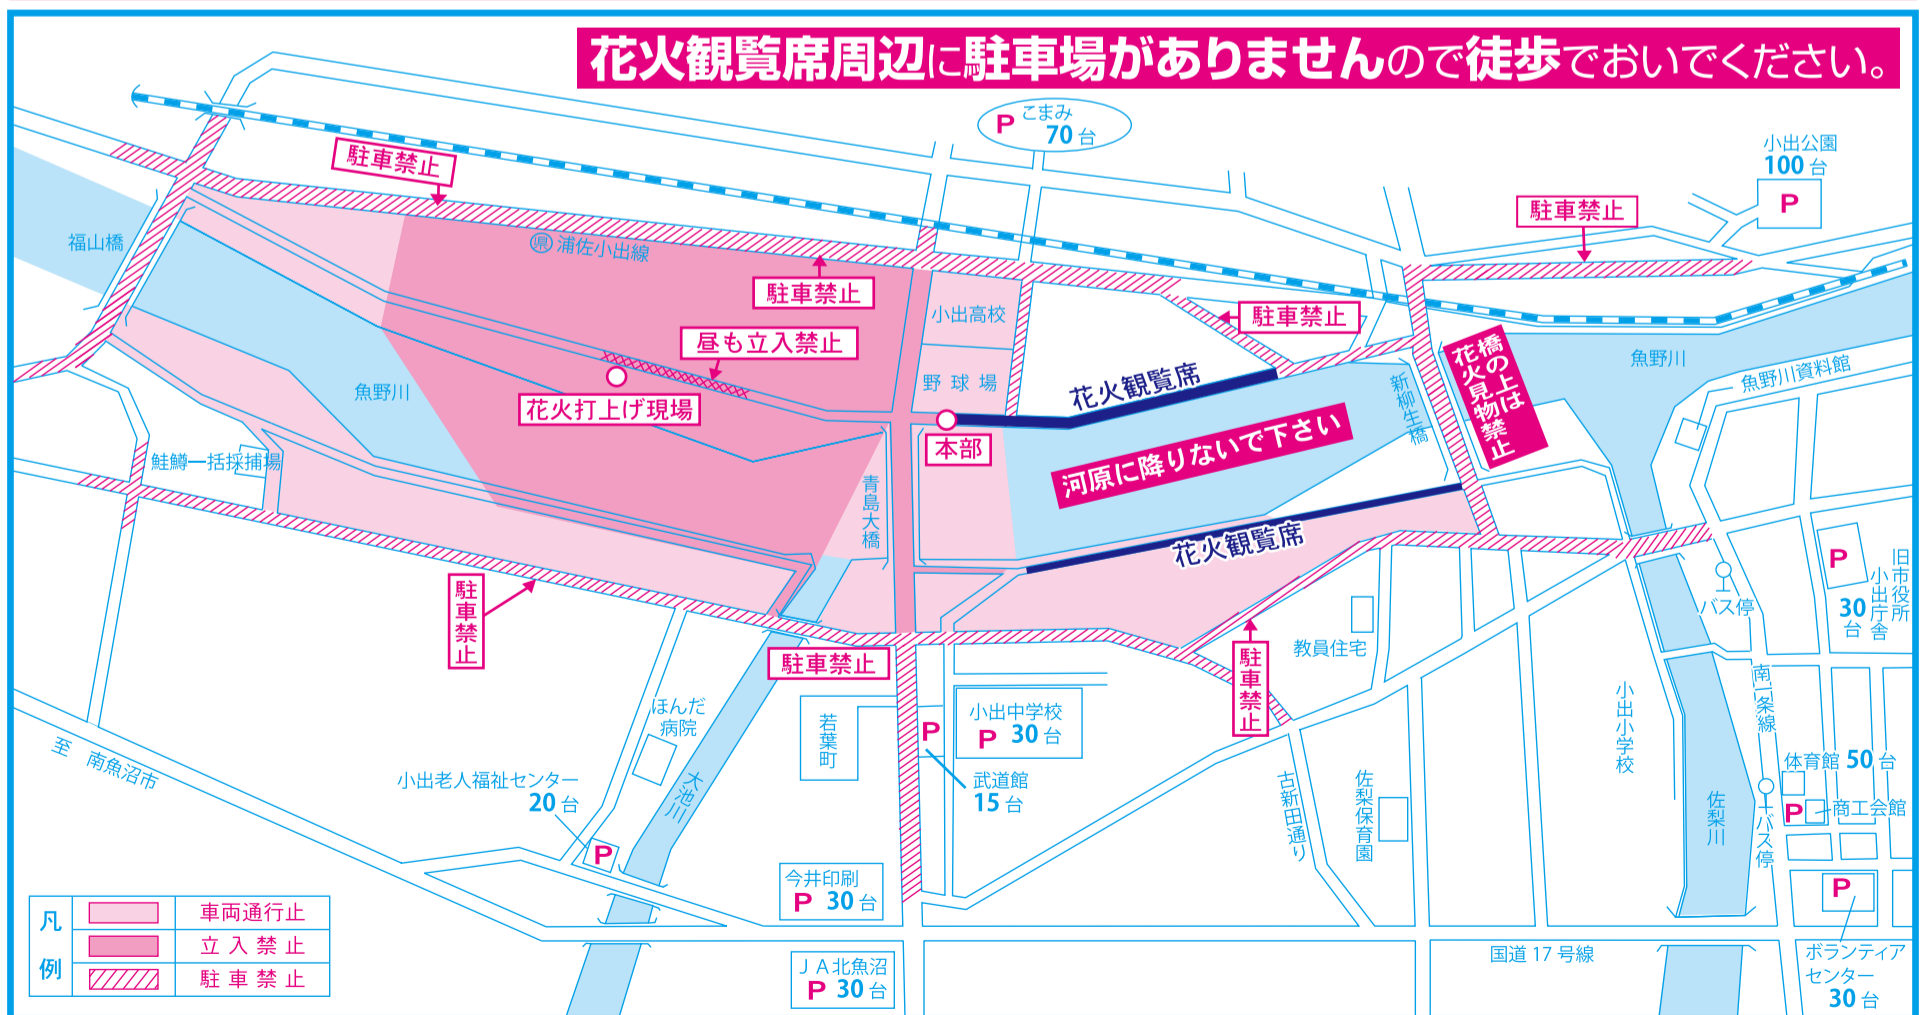 花火観覧席周辺に駐車場がありませんので徒歩でおいでください。
P こまみ
70台
小出公園
100台
P
駐車禁止
駐車禁止
福山橋
県 浦佐小出線
駐車禁止
小出高校
駐車禁止
昼も立入禁止
橋の上は
花火見物禁止
魚野川
魚野川資料館
魚野川
花火打上げ現場
野球場
花火観覧席
新柳生橋
本部
河原に降りないで下さい
鮭鱒一括採捕場
青島大橋
花火観覧席
駐車禁止
P
旧市役所
小出庁舎
30台
バス停
駐車禁止
駐車禁止
教員住宅
ほんだ
病院
若葉町
P
武道館
15台
小出中学校
P 30台
小出小学校
南一条線
至 南魚沼市
小出老人福祉センター
20台
P
大池川
古新田通り
佐梨保育園
佐梨川
体育館 50台
P
商工会館
バス停
今井印刷
P 30台
P
ボランティア
センター
30台
JA北魚沼
P 30台
国道17号線
凡例
車両通行止
立入禁止
駐車禁止